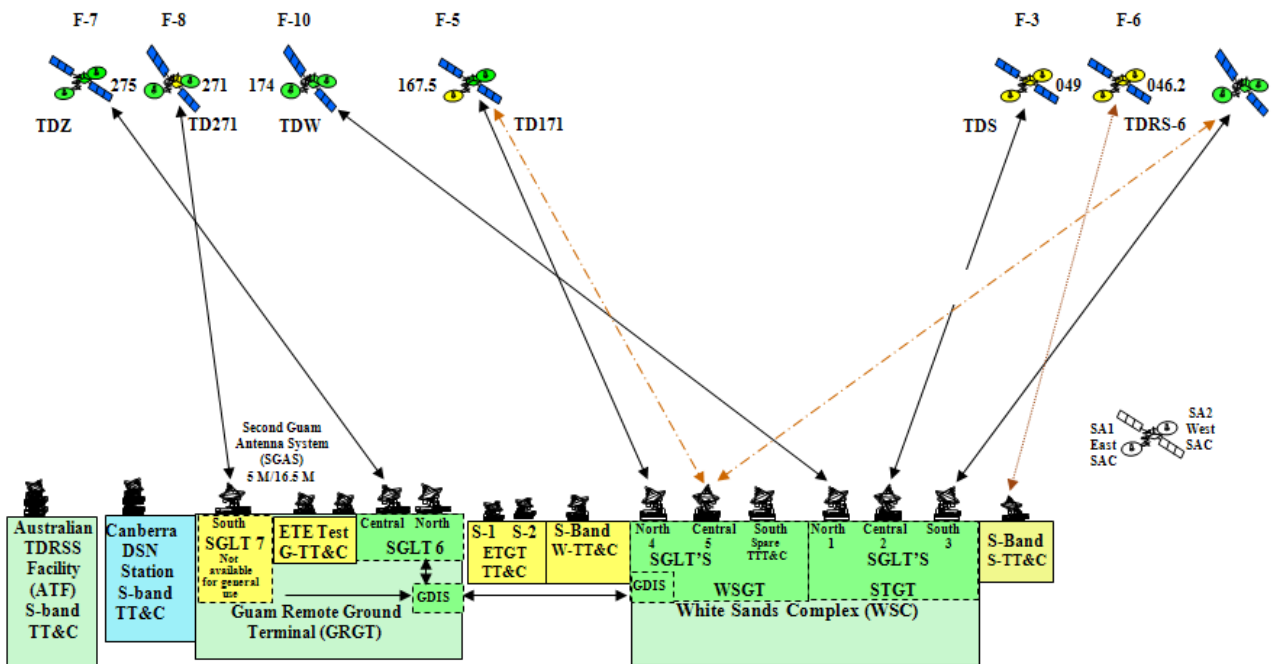 F-7 F-8 F-10 F-5 F-3 F-6
275 271 174 167.5 049 046.2
TDZ TD271 TDW TD171 TDS TDRS-6
SA1
East
SAC
SA2
West
SAC
Second Guam
Antenna System
(SGAS)
5 M/16.5 M
Australian
TDRSS
Facility
(ATF)
S-band
TT&C
Canberra
DSN
Station
S-band
TT&C
South
SGLT 7
Not
available
for general
use
ETE Test
G-TT&C
Central North
SGLT 6
GDIS
Guam Remote Ground
Terminal (GRGT)
S-1 S-2
ETGT
TT&C
S-Band
W-TT&C
North
4
Central
5
South
Spare
TTT&C
SGLT'S
GDIS
WSGT
North
1
Central
2
South
3
SGLT'S
STGT
White Sands Complex (WSC)
S-Band
S-TT&C